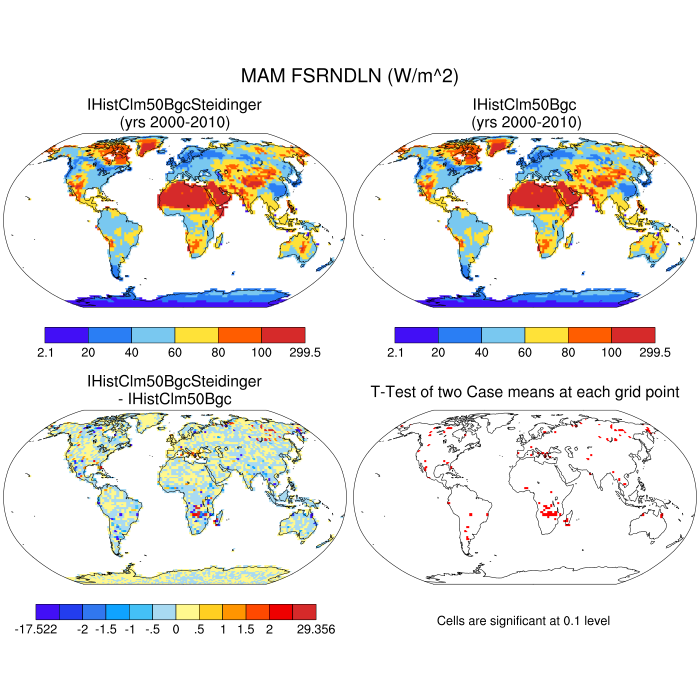 MAM FSRNDLN (W/m^2)
IHistClm50BgcSteidinger
(yrs 2000-2010)
IHistClm50Bgc
(yrs 2000-2010)
2.1 20 40 60 80 100 299.5
2.1 20 40 60 80 100 299.5
IHistClm50BgcSteidinger
- IHistClm50Bgc
T-Test of two Case means at each grid point
-17.522 -2 -1.5 -1 -.5 0 .5 1 1.5 2 29.356
Cells are significant at 0.1 level